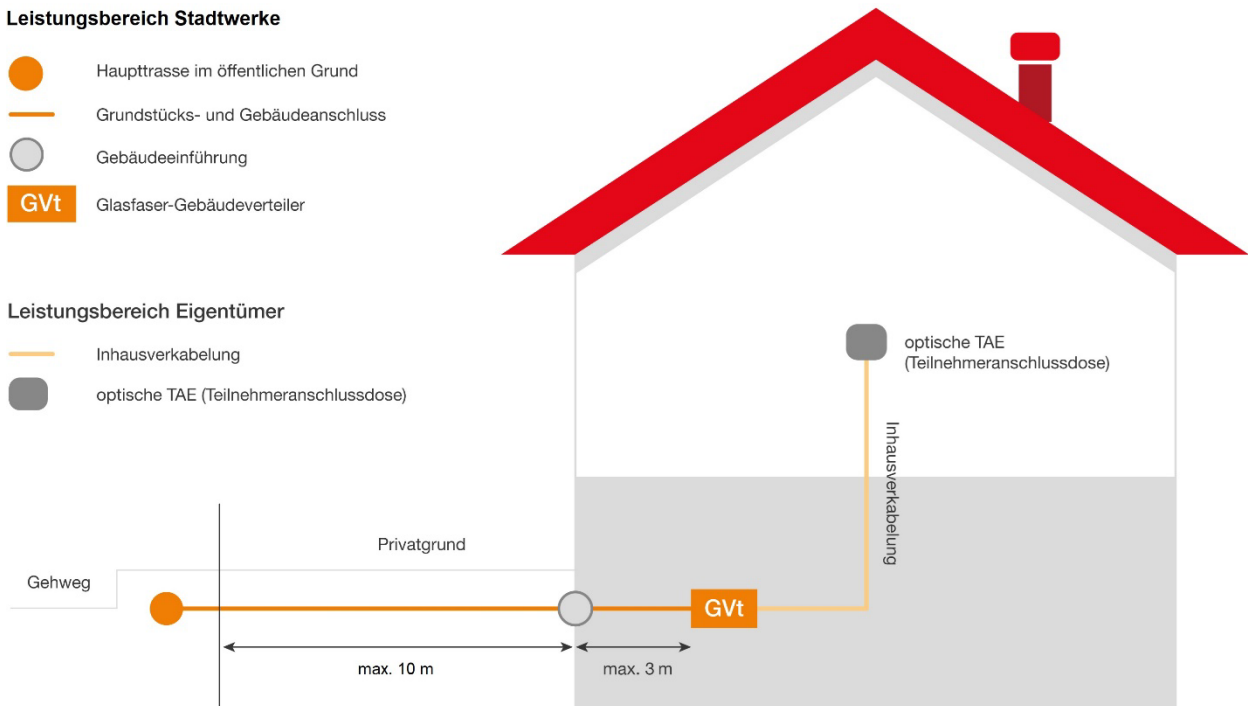 Leistungsbereich Stadtwerke
Haupttrasse im öffentlichen Grund
Grundstücks- und Gebäudeanschluss
Gebäudeeinführung
GVt Glasfaser-Gebäudeverteiler
Leistungsbereich Eigentümer
Inhausverkabelung
optische TAE (Teilnehmeranschlussdose)
optische TAE
(Teilnehmeranschlussdose)
Inhausverkabelung
Privatgrund
Gehweg
GVt
max. 10 m
max. 3 m